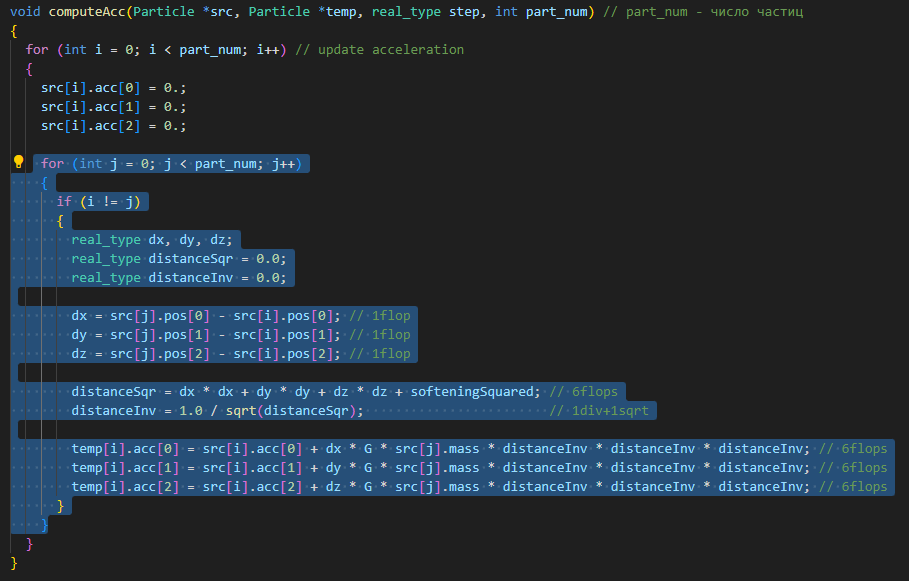 void computeAcc(Particle *src, Particle *temp, real_type step, int part_num) // part_num - число частиц
{
  for (int i = 0; i < part_num; i++) // update acceleration
  {
    src[i].acc[0] = 0.;
    src[i].acc[1] = 0.;
    src[i].acc[2] = 0.;
    for (int j = 0; j < part_num; j++)
    {
      if (i != j)
      {
        real_type dx, dy, dz;
        real_type distanceSqr = 0.0;
        real_type distanceInv = 0.0;
        dx = src[j].pos[0] - src[i].pos[0]; // 1flop
        dy = src[j].pos[1] - src[i].pos[1]; // 1flop
        dz = src[j].pos[2] - src[i].pos[2]; // 1flop
        distanceSqr = dx * dx + dy * dy + dz * dz + softeningSquared; // 6flops
        distanceInv = 1.0 / sqrt(distanceSqr);                        // 1div+1sqrt
        temp[i].acc[0] = src[i].acc[0] + dx * G * src[j].mass * distanceInv * distanceInv * distanceInv; // 6flops
        temp[i].acc[1] = src[i].acc[1] + dy * G * src[j].mass * distanceInv * distanceInv * distanceInv; // 6flops
        temp[i].acc[2] = src[i].acc[2] + dz * G * src[j].mass * distanceInv * distanceInv * distanceInv; // 6flops
      }
    }
  }
}